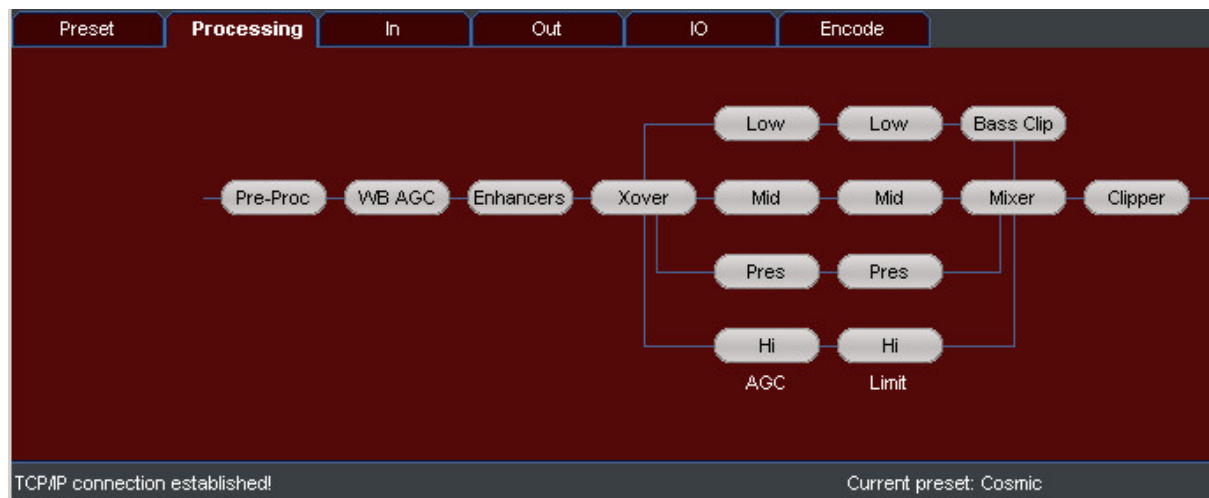 Preset Processing In Out IO Encode
Low Low Bass Clip
Pre-Proc WB AGC Enhancers Xover Mid Mid Mixer Clipper
Pres Pres
Hi Hi
AGC Limit
TCP/IP connection established! Current preset: Cosmic